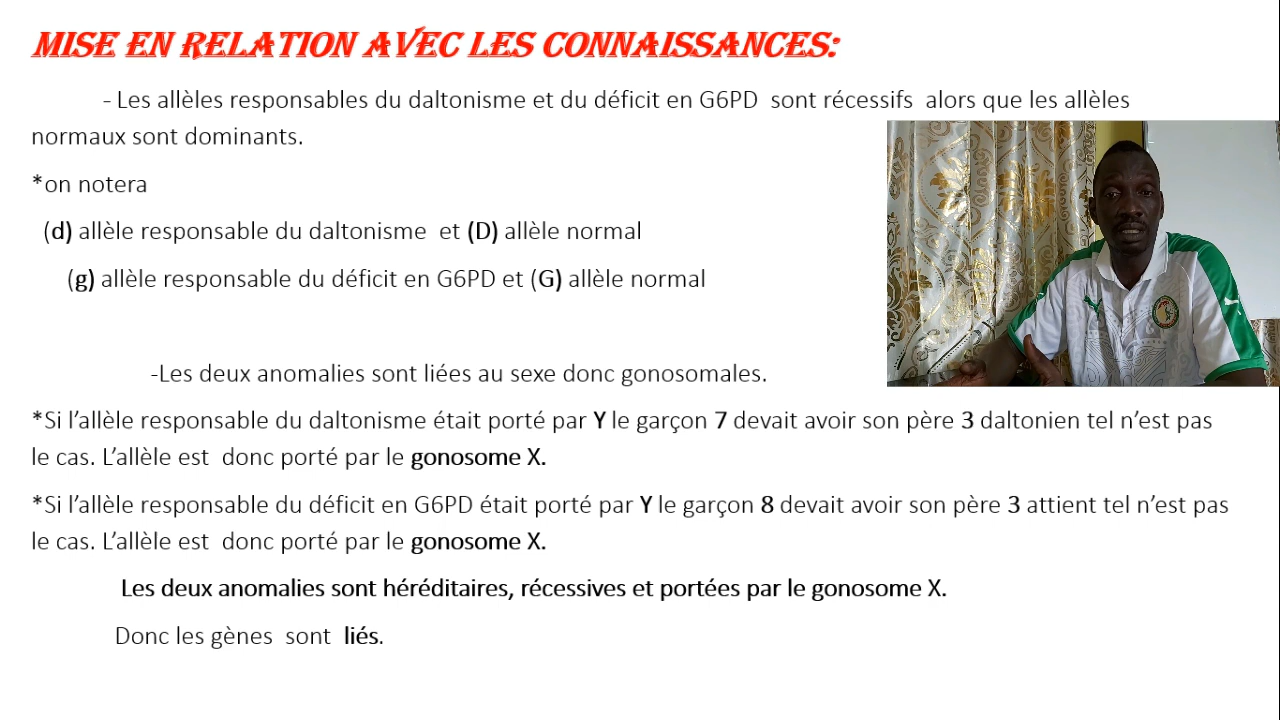 MISE EN RELATION AVEC LES CONNAISSANCES:
- Les allèles responsables du daltonisme et du déficit en G6PD sont récessifs alors que les allèles
normaux sont dominants.
*on notera
(d) allèle responsable du daltonisme et (D) allèle normal
(g) allèle responsable du déficit en G6PD et (G) allèle normal
-Les deux anomalies sont liées au sexe donc gonosomales.
*Si l’allèle responsable du daltonisme était porté par Y le garçon 7 devait avoir son père 3 daltonien tel n’est pas
le cas. L’allèle est donc porté par le gonosome X.
*Si l’allèle responsable du déficit en G6PD était porté par Y le garçon 8 devait avoir son père 3 attient tel n’est pas
le cas. L’allèle est donc porté par le gonosome X.
Les deux anomalies sont héréditaires, récessives et portées par le gonosome X.
Donc les gènes sont liés.